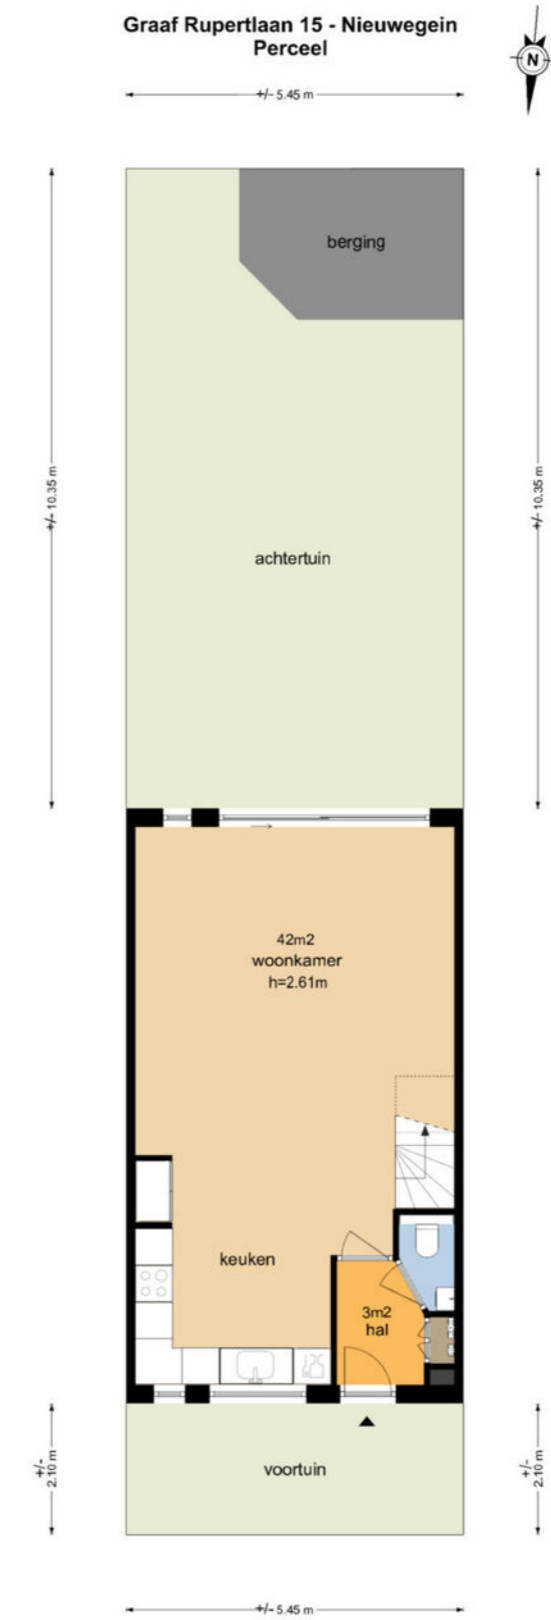 Graaf Rupertlaan 15 - Nieuwegein
Perceel
N
+/- 5.45 m
berging
+/- 10.35 m
+/- 10.35 m
achtertuin
42m2
woonkamer
h=2.61m
keuken
3m2
hal
voortuin
+/-
2.10 m
+/-
2.10 m
+/- 5.45 m